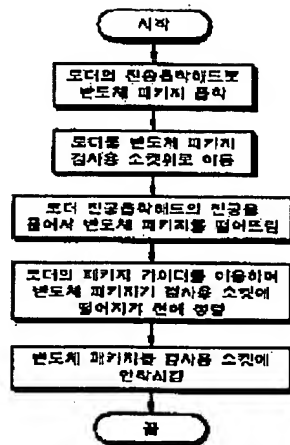 시작
로더의 진공흡착헤드로
반도체 패키지 흡착
로더를 반도체 패키지
검사용 소켓위로 이동
로더 진공흡착헤드의 진공을
끊어서 반도체 패키지를 떨어뜨림
로더의 패키지 가이더를 이용하여
반도체 패키지가 검사용 소켓에
떨어지기 전에 정렬
반도체 패키지를 검사용 소켓에
안착시킴
끝